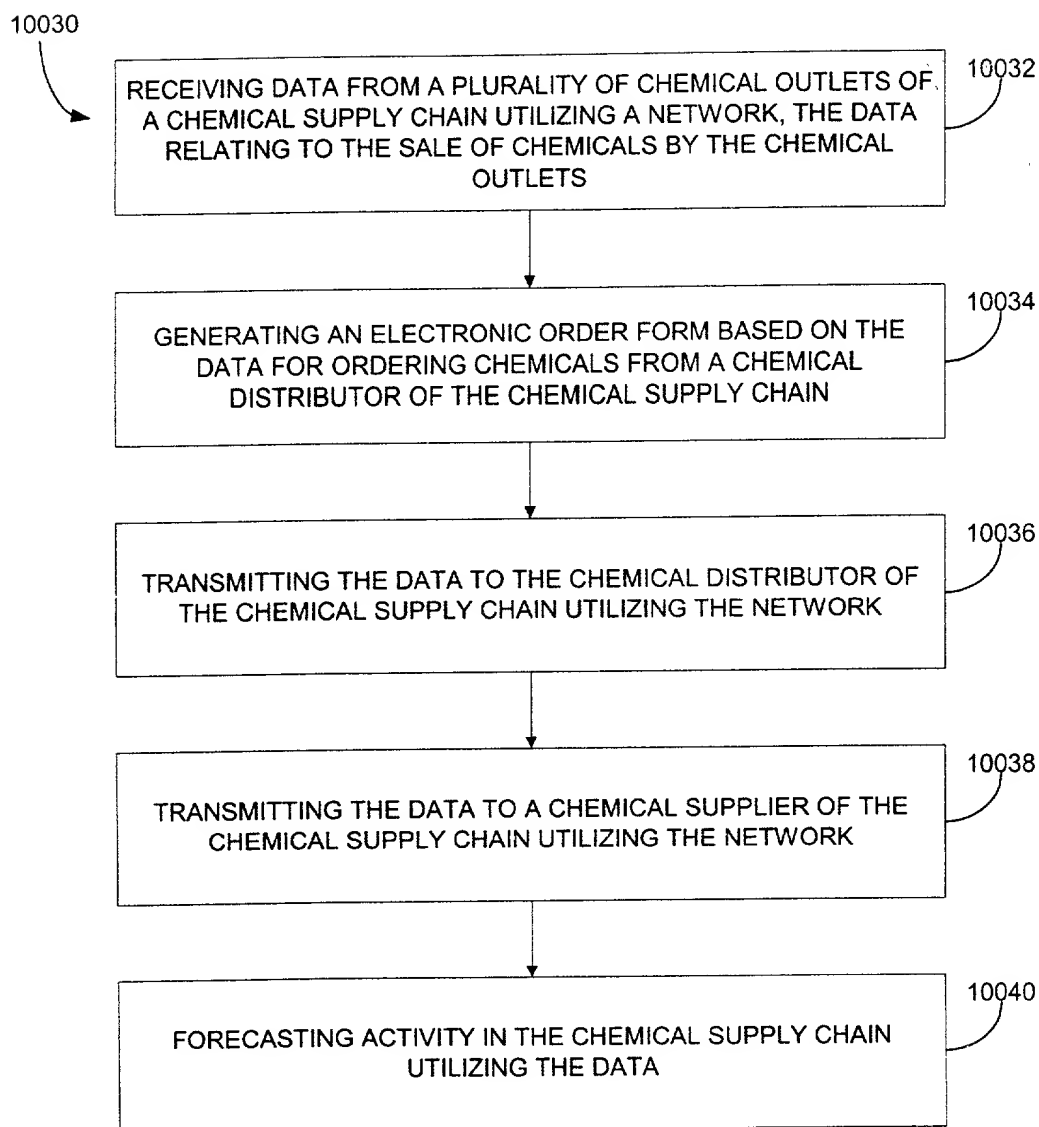 10030
10032
RECEIVING DATA FROM A PLURALITY OF CHEMICAL OUTLETS OF
A CHEMICAL SUPPLY CHAIN UTILIZING A NETWORK, THE DATA
RELATING TO THE SALE OF CHEMICALS BY THE CHEMICAL
OUTLETS
10034
GENERATING AN ELECTRONIC ORDER FORM BASED ON THE
DATA FOR ORDERING CHEMICALS FROM A CHEMICAL
DISTRIBUTOR OF THE CHEMICAL SUPPLY CHAIN
10036
TRANSMITTING THE DATA TO THE CHEMICAL DISTRIBUTOR OF
THE CHEMICAL SUPPLY CHAIN UTILIZING THE NETWORK
10038
TRANSMITTING THE DATA TO A CHEMICAL SUPPLIER OF THE
CHEMICAL SUPPLY CHAIN UTILIZING THE NETWORK
10040
FORECASTING ACTIVITY IN THE CHEMICAL SUPPLY CHAIN
UTILIZING THE DATA